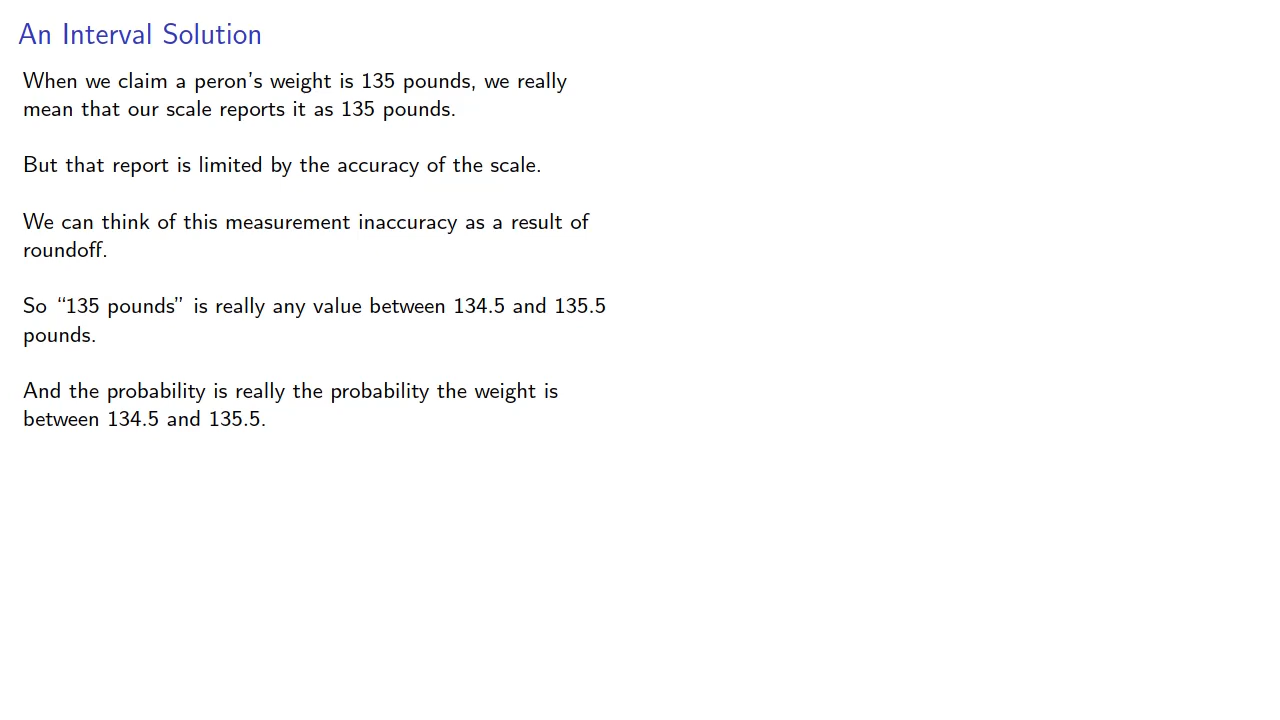 An Interval Solution
When we claim a peron’s weight is 135 pounds, we really
mean that our scale reports it as 135 pounds.
But that report is limited by the accuracy of the scale.
We can think of this measurement inaccuracy as a result of
roundoff.
So “135 pounds” is really any value between 134.5 and 135.5
pounds.
And the probability is really the probability the weight is
between 134.5 and 135.5.